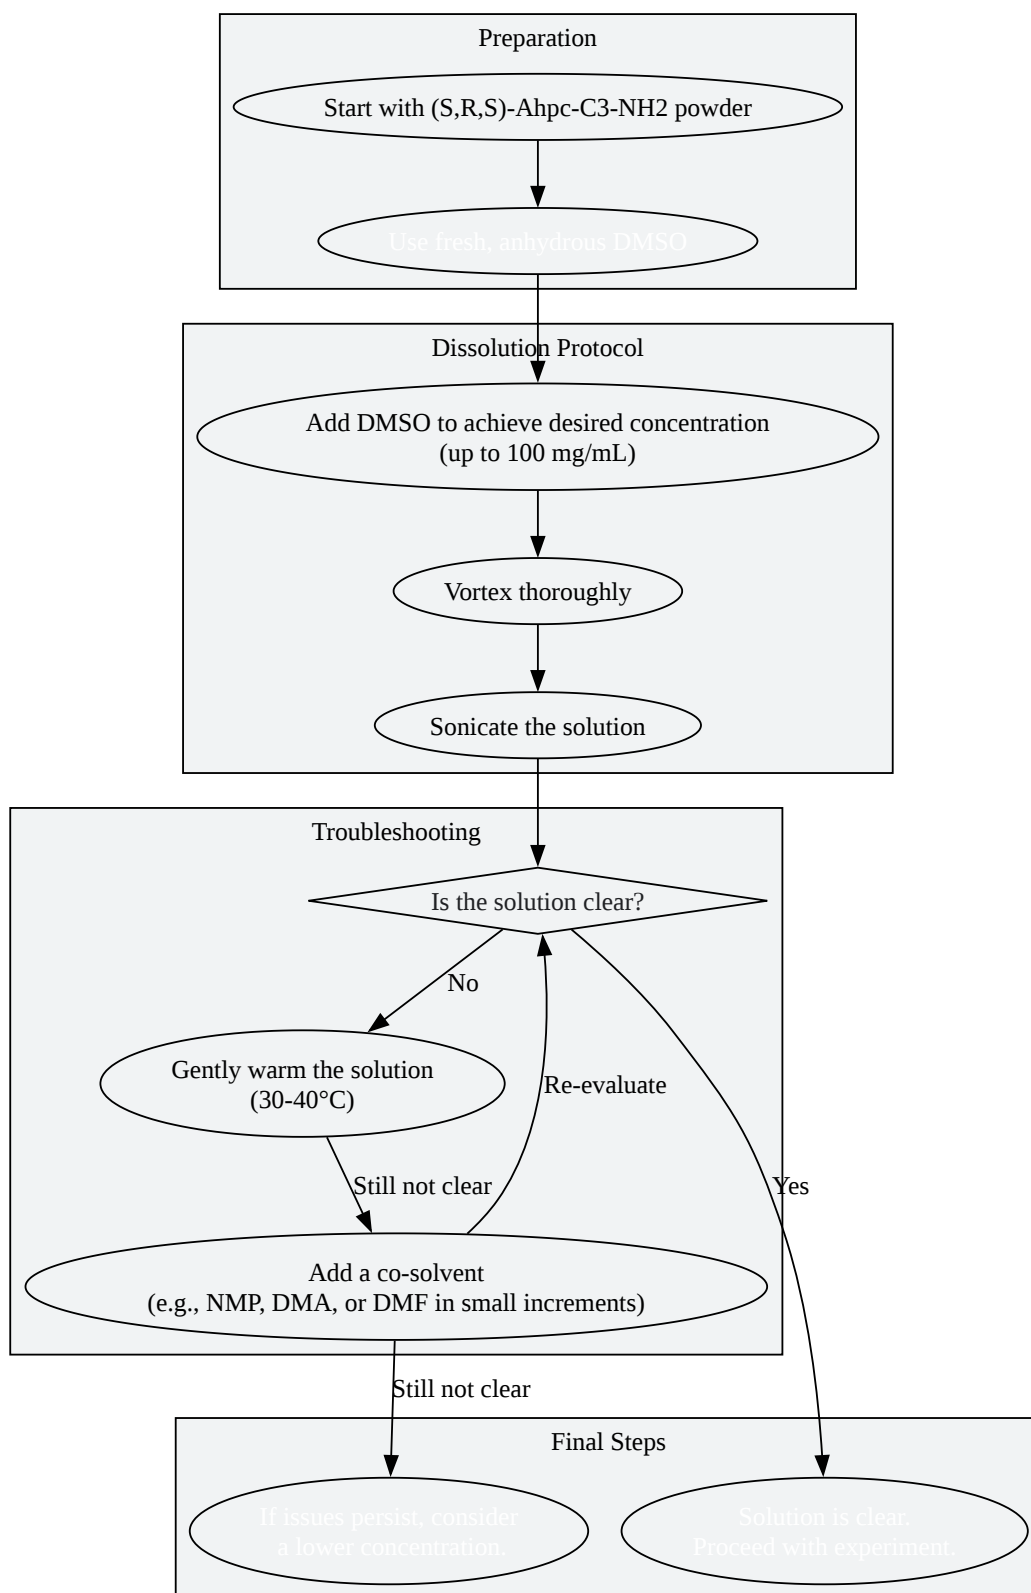 Preparation
Start with (S,R,S)-Ahpc-C3-NH2 powder
Use fresh, anhydrous DMSO
Dissolution Protocol
Add DMSO to achieve desired concentration
(up to 100 mg/mL)
Vortex thoroughly
Sonicate the solution
Troubleshooting
Is the solution clear?
No
Gently warm the solution
(30-40°C)
Re-evaluate
Still not clear
Yes
Add a co-solvent
(e.g., NMP, DMA, or DMF in small increments)
Still not clear
Final Steps
If issues persist, consider
a lower concentration.
Solution is clear.
Proceed with experiment.